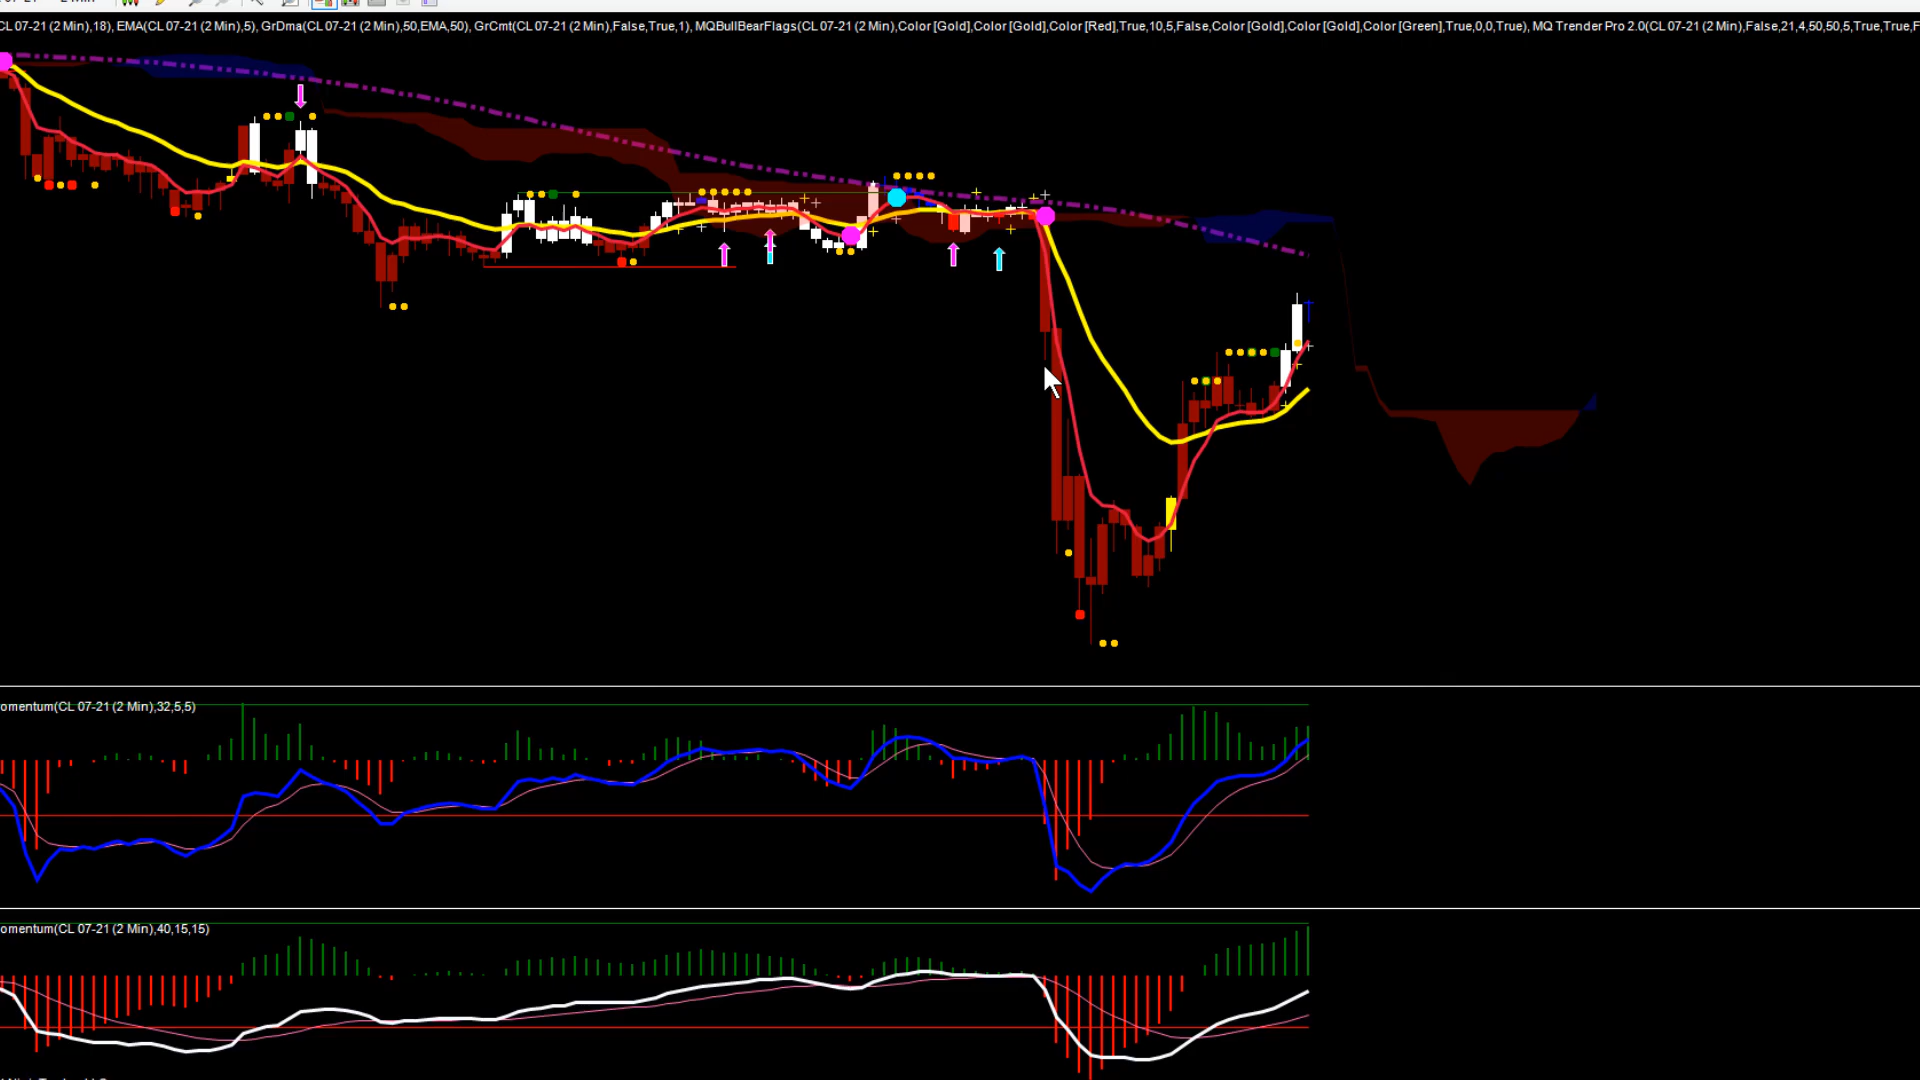 CL 07-21 (2 Min),18), EMA(CL 07-21 (2 Min),5), GrDma(CL 07-21 (2 Min),50,EMA,50), GrCmt(CL 07-21 (2 Min),False,True,1), MQBullBearFlags(CL 07-21 (2 Min),Color [Gold],Color [Gold],Color [Red],True,10,5,False,Color [Gold],Color [Gold],Color [Green],True,0,0,True), MQ Trender Pro 2.0(CL 07-21 (2 Min),False,21,4,50,50,5,True,True,F
omentum(CL 07-21 (2 Min),32,5,5)
omentum(CL 07-21 (2 Min),40,15,15)